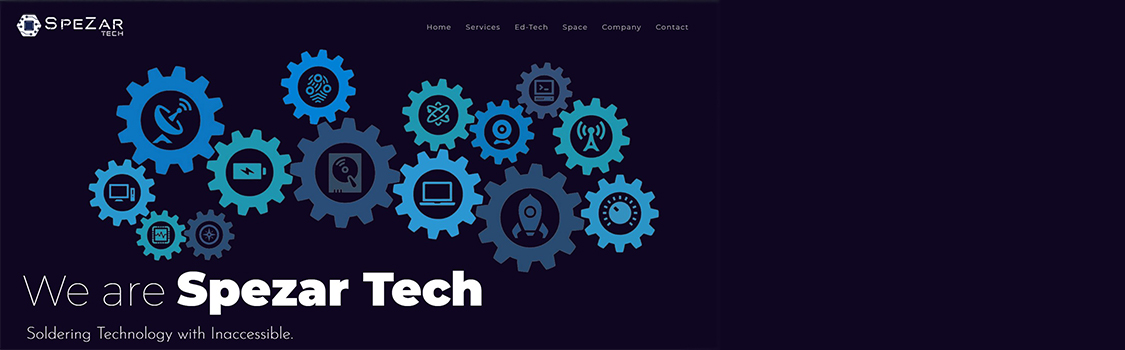 SPEZAR
TECH
Home Services Ed-Tech Space Company Contact
We are Spezar Tech
Soldering Technology with Inaccessible.